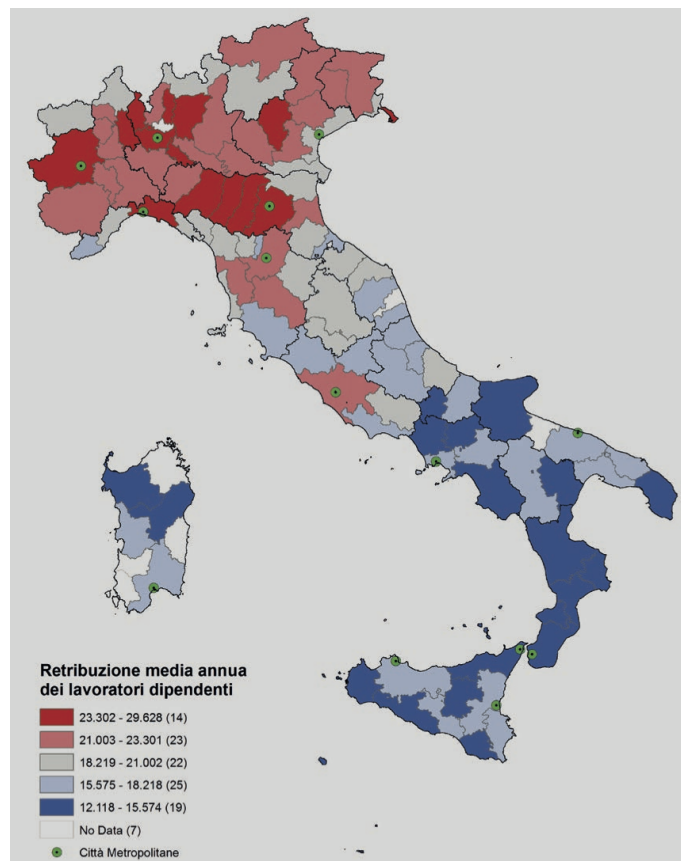 Retribuzione media annua
dei lavoratori dipendenti
23.302 - 29.628 (14)
21.003 - 23.301 (23)
18.219 - 21.002 (22)
15.575 - 18.218 (25)
12.118 - 15.574 (19)
No Data (7)
Città Metropolitane